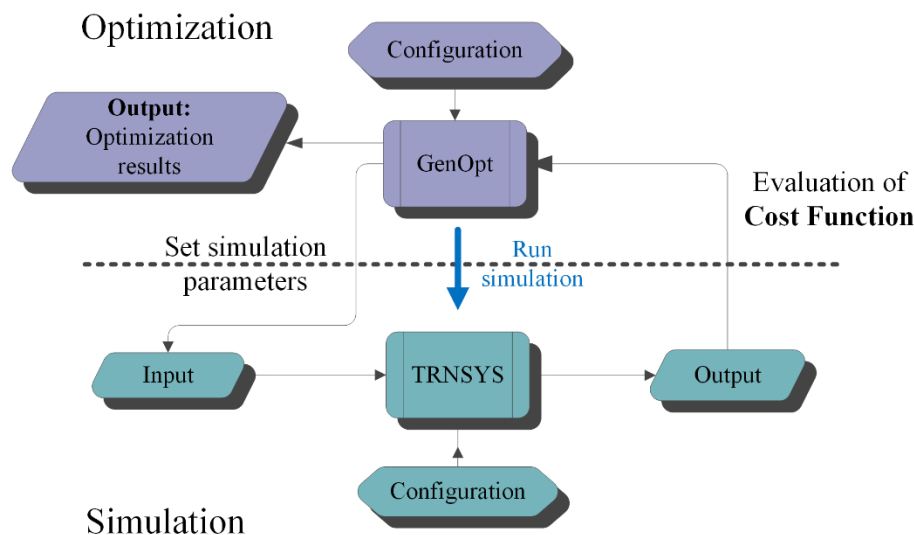 Optimization
Configuration
Output:
Optimization
results
GenOpt
Evaluation of
Cost Function
Set simulation
parameters
Run
simulation
Input
TRNSYS
Output
Configuration
Simulation